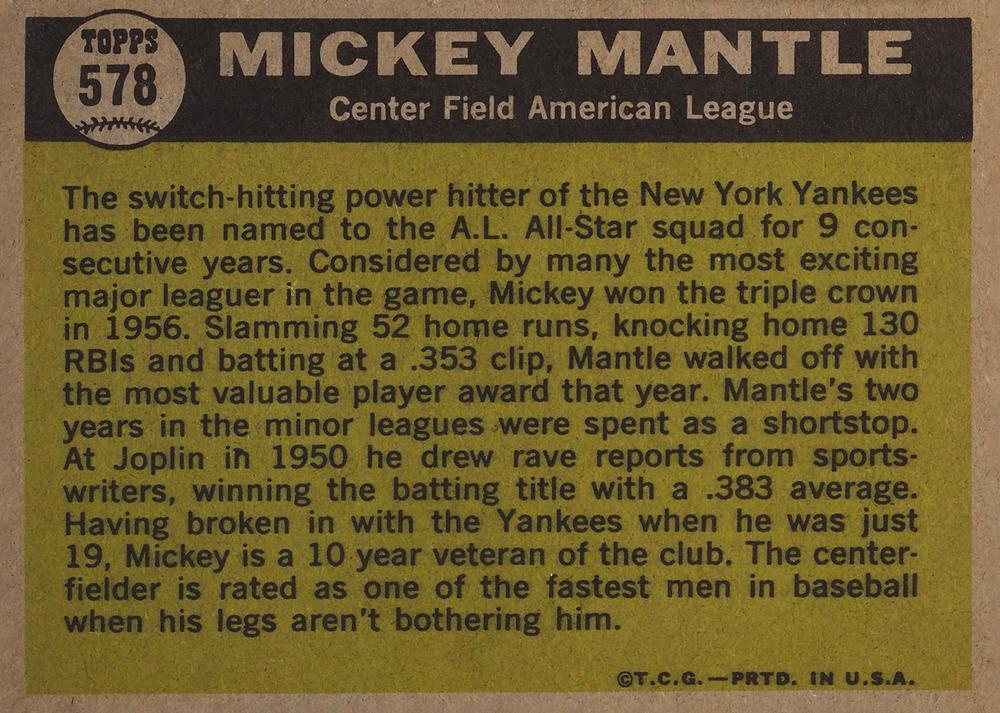 TOPPS
578
MICKEY MANTLE
Center Field American League
The switch-hitting power hitter of the New York Yankees
has been named to the A.L. All-Star squad for 9 con-
secutive years. Considered by many the most exciting
major leaguer in the game, Mickey won the triple crown
in 1956. Slamming 52 home runs, knocking home 130
RBIs and batting at a .353 clip, Mantle walked off with
the most valuable player award that year. Mantle's two
years in the minor leagues were spent as a shortstop.
At Joplin in 1950 he drew rave reports from sports-
writers, winning the batting title with a .383 average.
Having broken in with the Yankees when he was just
19, Mickey is a 10 year veteran of the club. The center-
fielder is rated as one of the fastest men in baseball
when his legs aren't bothering him.
©T.C.G.—PRTD. IN U.S.A.